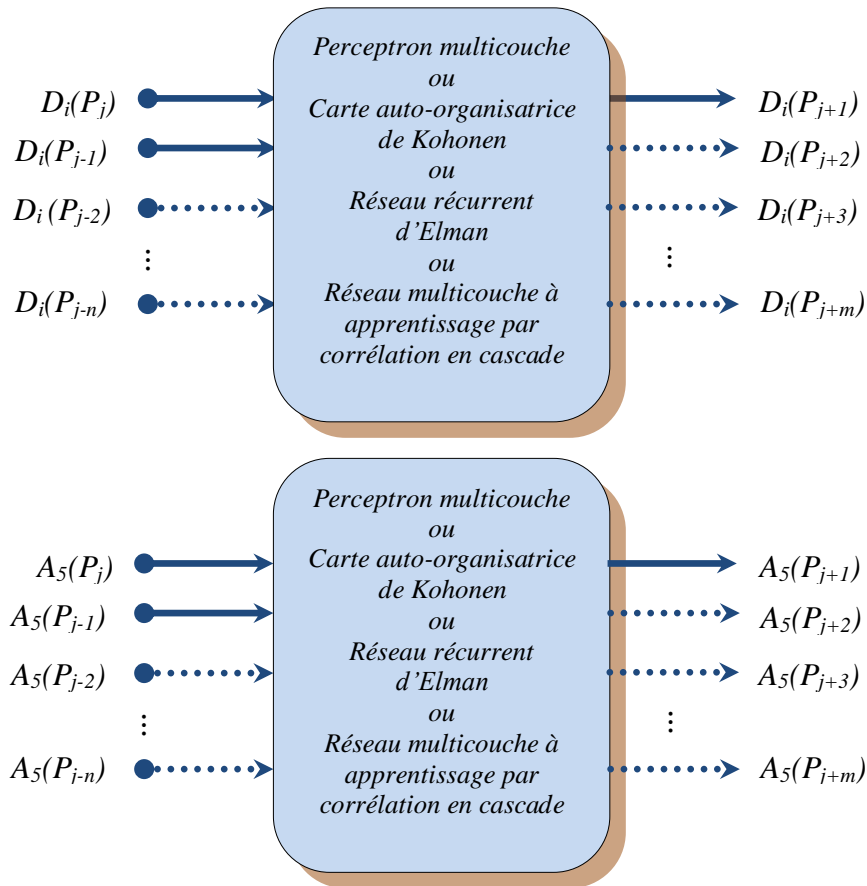 Perceptron multicouche
ou
Carte auto-organisatrice
de Kohonen
ou
Réseau récurrent
d’Elman
ou
Réseau multicouche à
apprentissage par
corrélation en cascade
Di(Pj)
Di(Pj-1)
Di (Pj-2)
⋮
Di(Pj-n)
Di(Pj+1)
Di(Pj+2)
Di(Pj+3)
⋮
Di(Pj+m)
Perceptron multicouche
ou
Carte auto-organisatrice
de Kohonen
ou
Réseau récurrent
d’Elman
ou
Réseau multicouche à
apprentissage par
corrélation en cascade
A5(Pj)
A5(Pj-1)
A5(Pj-2)
⋮
A5(Pj-n)
A5(Pj+1)
A5(Pj+2)
A5(Pj+3)
⋮
A5(Pj+m)